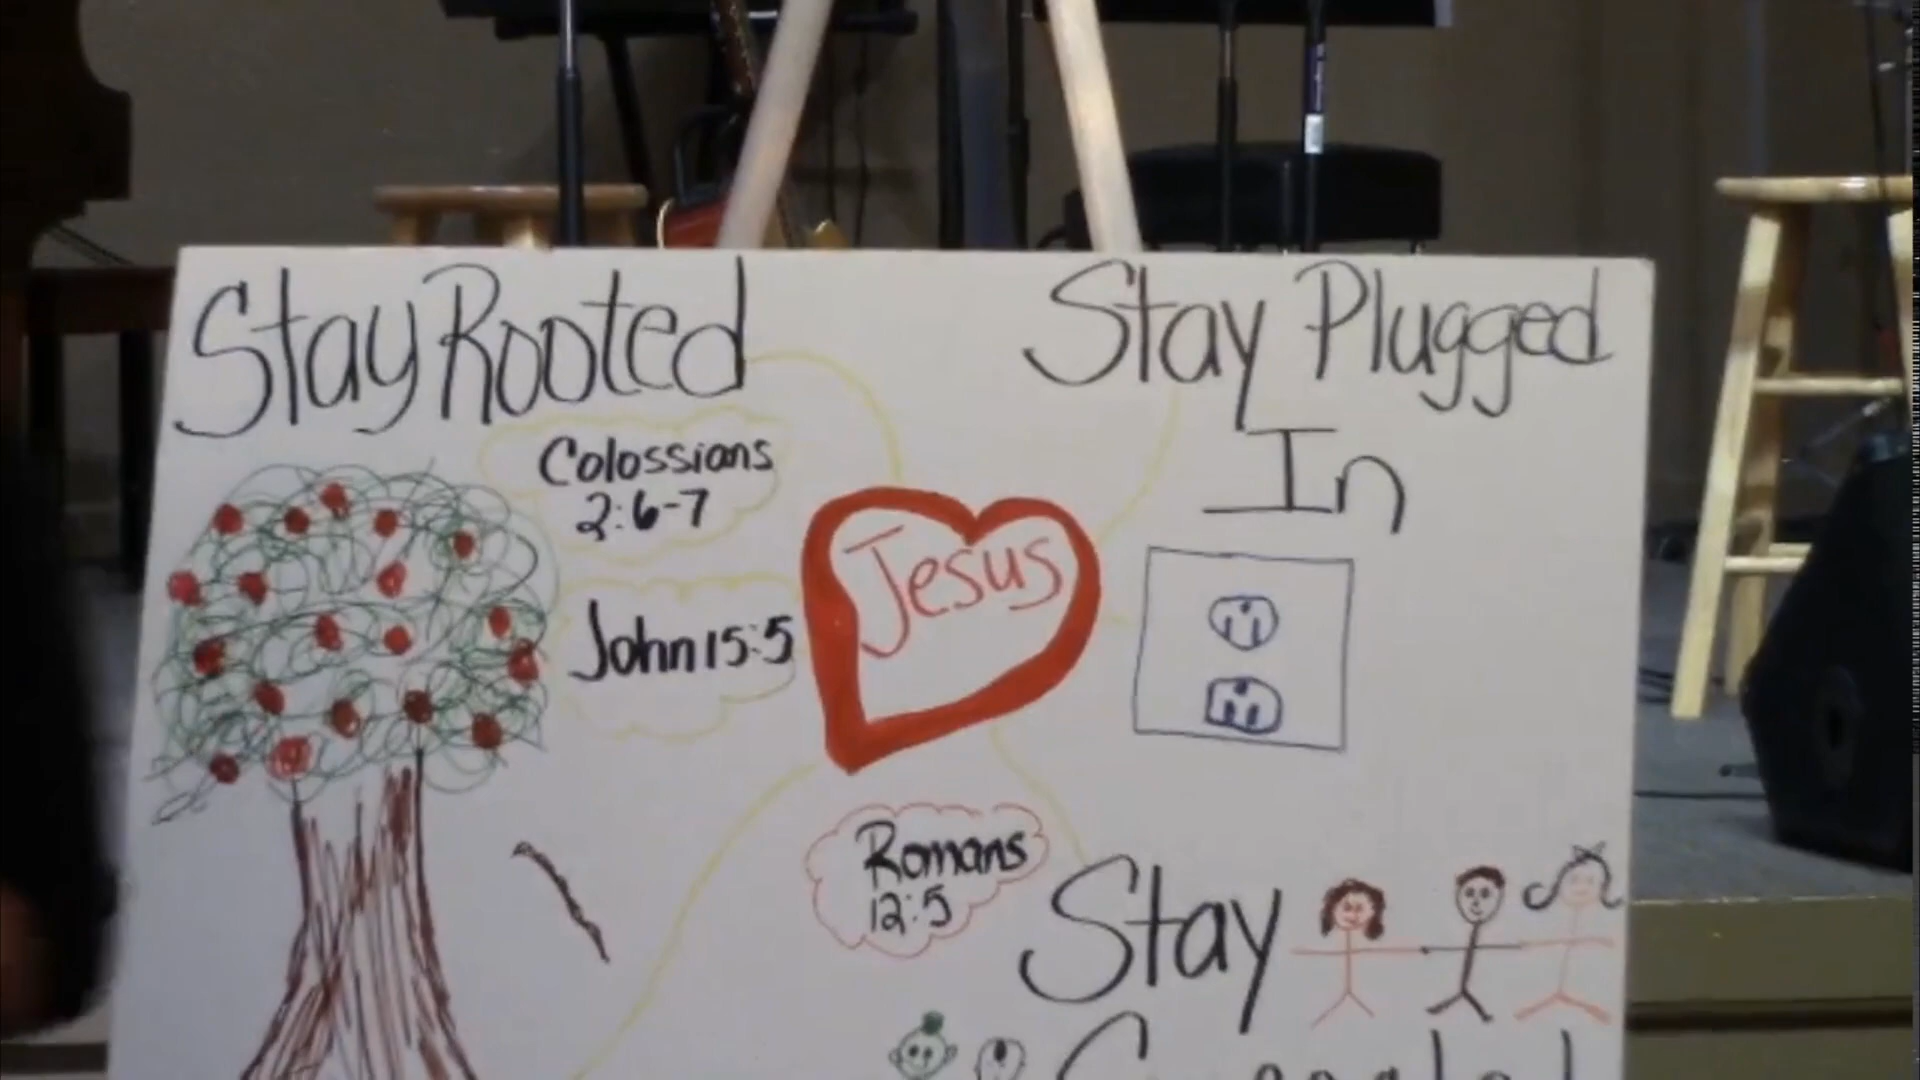 Stay Rooted
Colossians
2:6-7
John 15:5
Jesus
Stay Plugged
In
Romans
12:5
Stay